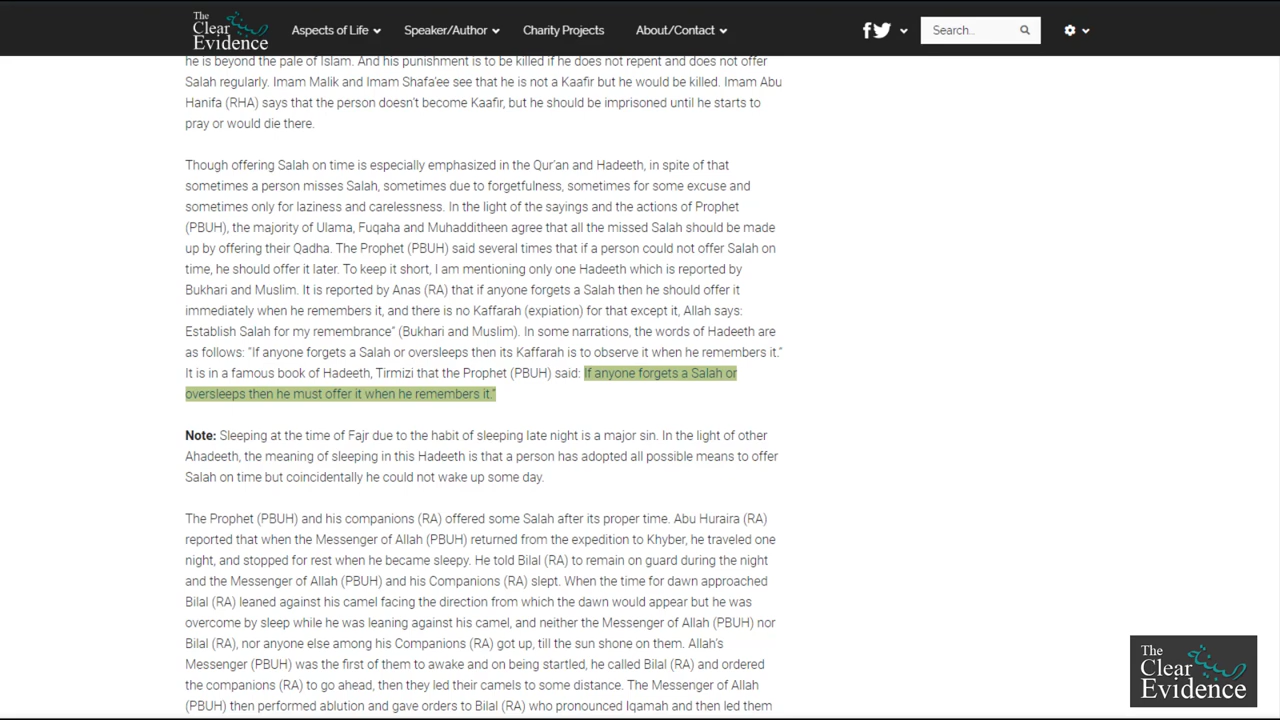 The
Clear
Evidence
Aspects of Life
Speaker/Author
Charity Projects
About/Contact
Search...
he is beyond the pale of Islam. And his punishment is to be killed if he does not repent and does not offer
Salah regularly. Imam Malik and Imam Shafa'ee see that he is not a Kaafir but he would be killed. Imam Abu
Hanifa (RHA) says that the person doesn't become Kaafir, but he should be imprisoned until he starts to
pray or would die there.
Though offering Salah on time is especially emphasized in the Qur'an and Hadeeth, in spite of that
sometimes a person misses Salah, sometimes due to forgetfulness, sometimes for some excuse and
sometimes only for laziness and carelessness. In the light of the sayings and the actions of Prophet
(PBUH), the majority of Ulama, Fuqaha and Muhadditheen agree that all the missed Salah should be made
up by offering their Qadha. The Prophet (PBUH) said several times that if a person could not offer Salah on
time, he should offer it later. To keep it short, I am mentioning only one Hadeeth which is reported by
Bukhari and Muslim. It is reported by Anas (RA) that if anyone forgets a Salah then he should offer it
immediately when he remembers it, and there is no Kaffarah (expiation) for that except it, Allah says:
Establish Salah for my remembrance" (Bukhari and Muslim). In some narrations, the words of Hadeeth are
as follows: "If anyone forgets a Salah or oversleeps then its Kaffarah is to observe it when he remembers it."
It is in a famous book of Hadeeth, Tirmizi that the Prophet (PBUH) said: If anyone forgets a Salah or
oversleeps then he must offer it when he remembers it."
Note: Sleeping at the time of Fajr due to the habit of sleeping late night is a major sin. In the light of other
Ahadeeth, the meaning of sleeping in this Hadeeth is that a person has adopted all possible means to offer
Salah on time but coincidentally he could not wake up some day.
The Prophet (PBUH) and his companions (RA) offered some Salah after its proper time. Abu Huraira (RA)
reported that when the Messenger of Allah (PBUH) returned from the expedition to Khyber, he traveled one
night, and stopped for rest when he became sleepy. He told Bilal (RA) to remain on guard during the night
and the Messenger of Allah (PBUH) and his Companions (RA) slept. When the time for dawn approached
Bilal (RA) leaned against his camel facing the direction from which the dawn would appear but he was
overcome by sleep while he was leaning against his camel, and neither the Messenger of Allah (PBUH) nor
Bilal (RA), nor anyone else among his Companions (RA) got up, till the sun shone on them. Allah's
Messenger (PBUH) was the first of them to awake and on being startled, he called Bilal (RA) and ordered
the companions (RA) to go ahead, then they led their camels to some distance. The Messenger of Allah
(PBUH) then performed ablution and gave orders to Bilal (RA) who pronounced Iqamah and then led them
The
Clear
Evidence